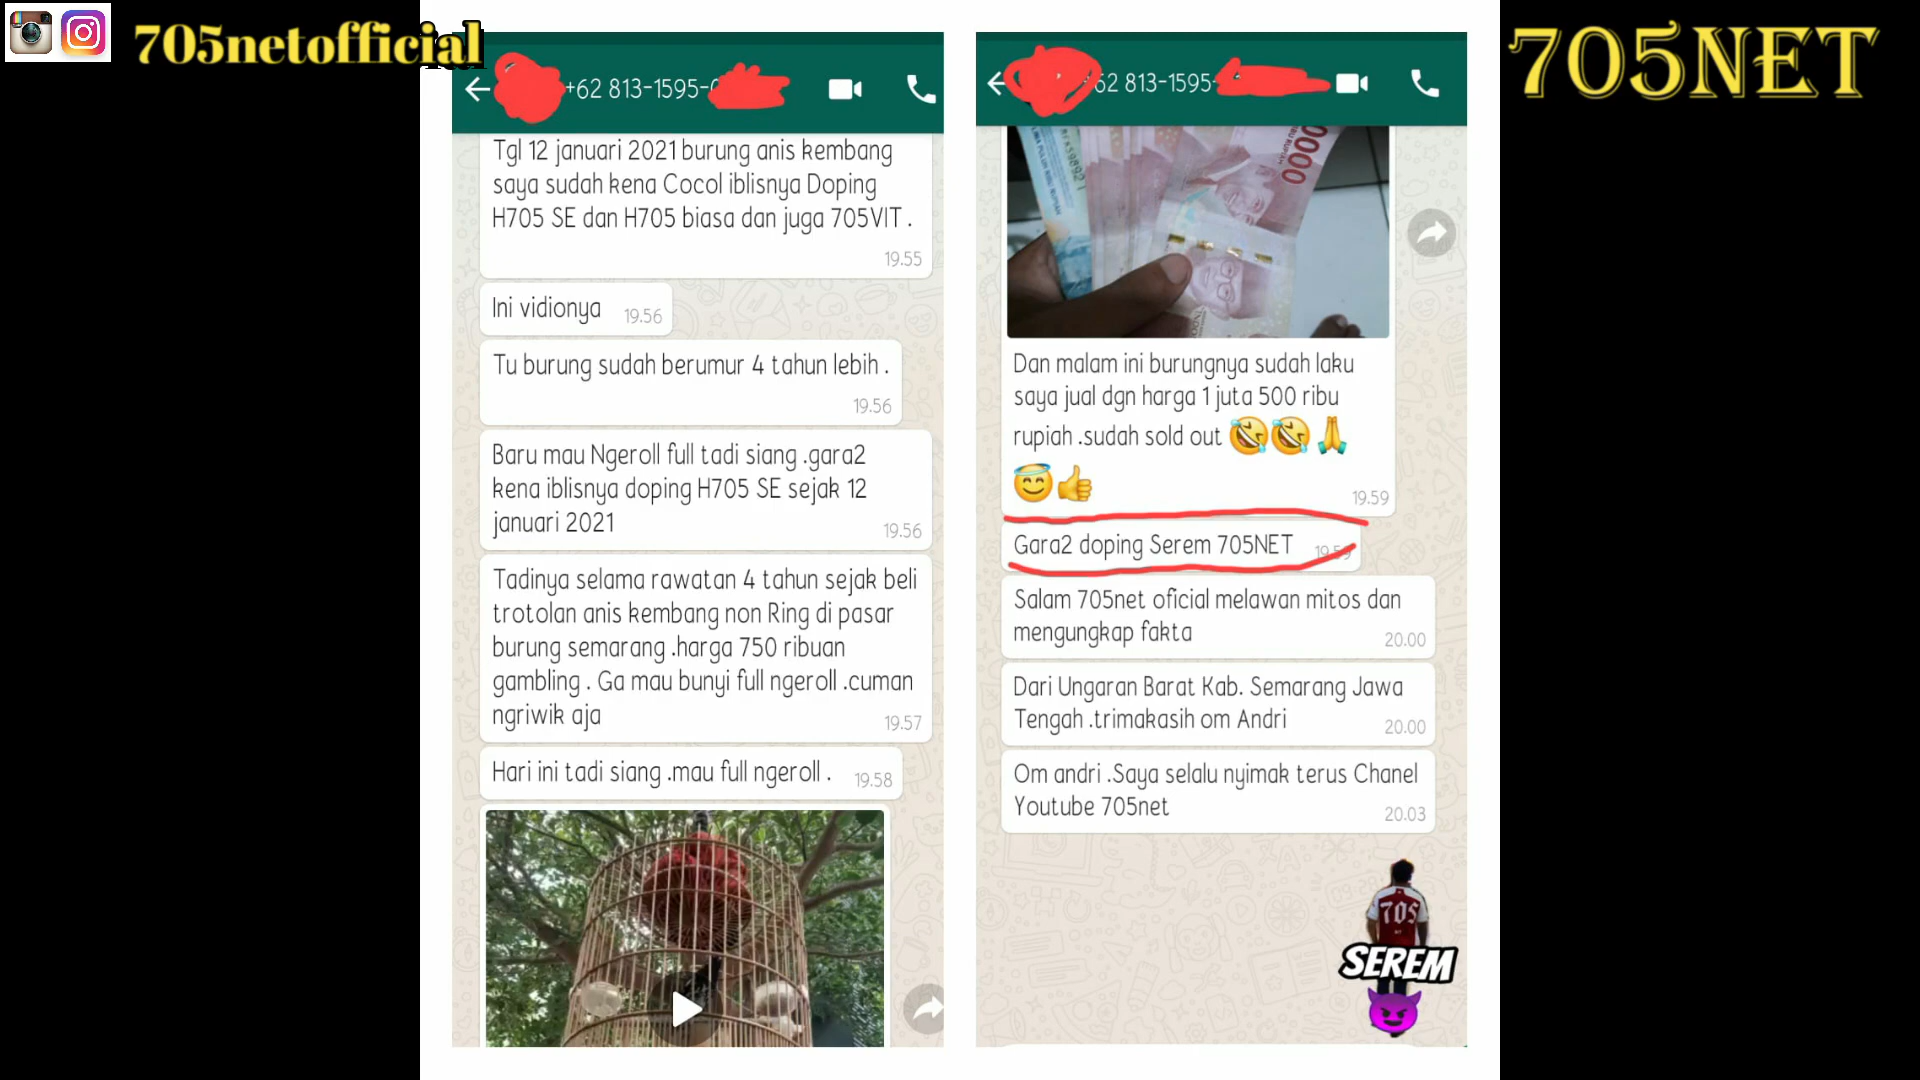 705netofficial
705NET
+62 813-1595-
Tgl 12 januari 2021 burung anis kembang
saya sudah kena Cocol iblisnya Doping
H705 SE dan H705 biasa dan juga 705VIT .
19.55
Ini vidionya 19.56
Tu burung sudah berumur 4 tahun lebih .
19.56
Baru mau Ngeroll full tadi siang .gara2
kena iblisnya doping H705 SE sejak 12
januari 2021 19.56
Tadinya selama rawatan 4 tahun sejak beli
trotolan anis kembang non Ring di pasar
burung semarang .harga 750 ribuan
gambling . Ga mau bunyi full ngeroll .cuman
ngriwik aja 19.57
Hari ini tadi siang .mau full ngeroll . 19.58
62 813-1595-
Dan malam ini burungnya sudah laku
saya jual dgn harga 1 juta 500 ribu
rupiah .sudah sold out 🤣🤣🙏
😇👍 19.59
Gara2 doping Serem 705NET 19.59
Salam 705net oficial melawan mitos dan
mengungkap fakta 20.00
Dari Ungaran Barat Kab. Semarang Jawa
Tengah .trimakasih om Andri 20.00
Om andri .Saya selalu nyimak terus Chanel
Youtube 705net 20.03
705
SEREM